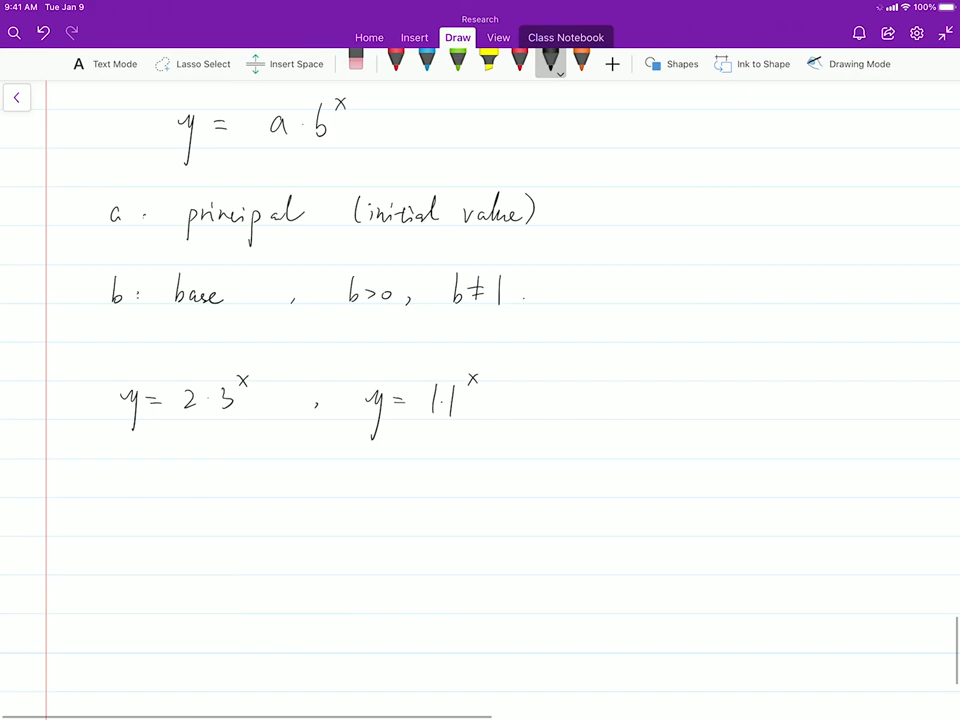 9:41 AM Tue Jan 9 100%
Research
Home Insert Draw View Class Notebook
A Text Mode Lasso Select Insert Space Shapes Ink to Shape Drawing Mode
y = a · b^x
a : principal (initial value)
b : base , b>0, b≠1.
y = 2·3^x , y = 1.1^x